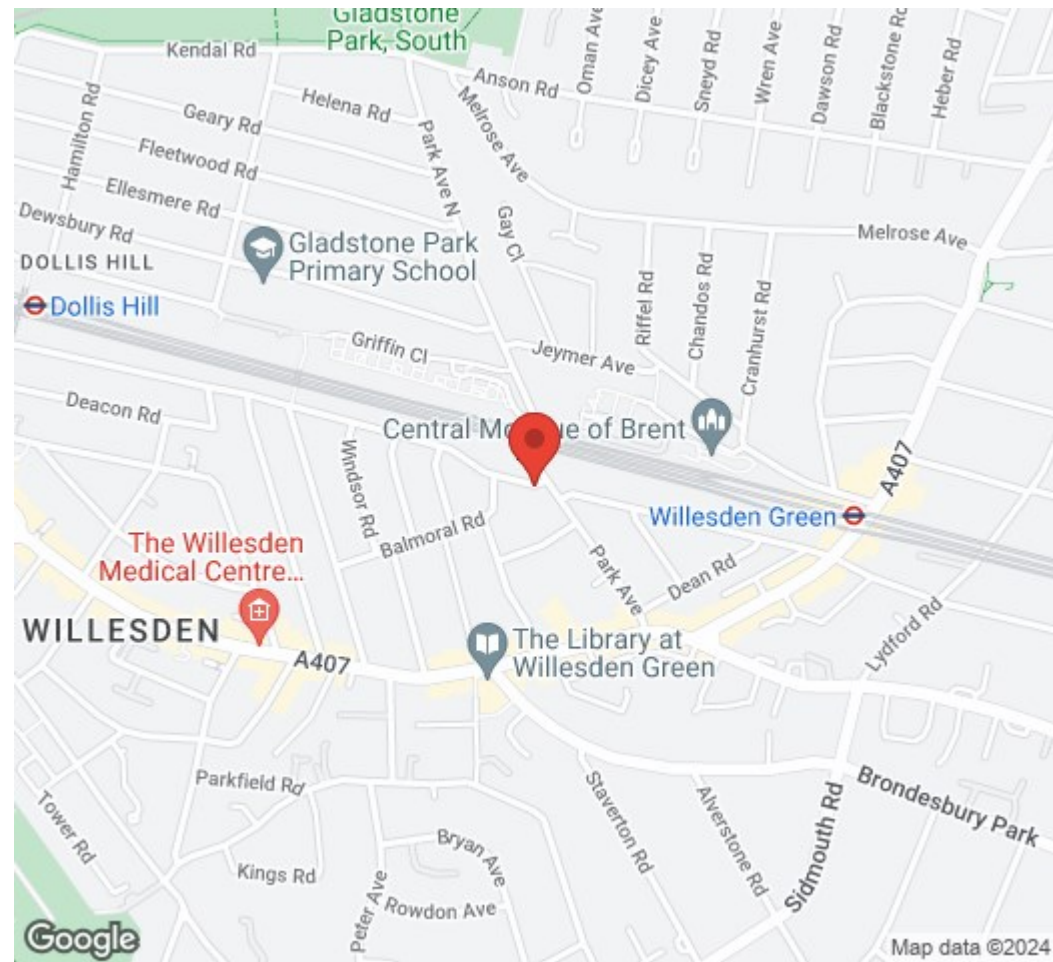 Gladstone
Park, South
Kendal Rd
Anson Rd
Oman Ave
Dicey Ave
Sneyd Rd
Wren Ave
Dawson Rd
Blackstone Rd
Heber Rd
Hamilton Rd
Helena Rd
Geary Rd
Fleetwood Rd
Ellesmere Rd
Dewsbury Rd
Park Ave N
Melrose Ave
Gay Cl
Melrose Ave
DOLLIS HILL
Gladstone Park
Primary School
Dollis Hill
Riffel Rd
Chandos Rd
Cranhurst Rd
Griffin Cl
Jeymer Ave
Deacon Rd
Windsor Rd
Central Mo ue of Brent
A407
Balmoral Rd
Willesden Green
The Willesden
Medical Centre...
Park Ave
Dean Rd
WILLESDEN
A407
The Library at
Willesden Green
Lydford Rd
Parkfield Rd
Tower Rd
Kings Rd
Bryan Ave
Peter Ave
Rowdon Ave
Staverton Rd
Alverstone Rd
Sidmouth Rd
Brondesbury Park
Google
Map data ©2024